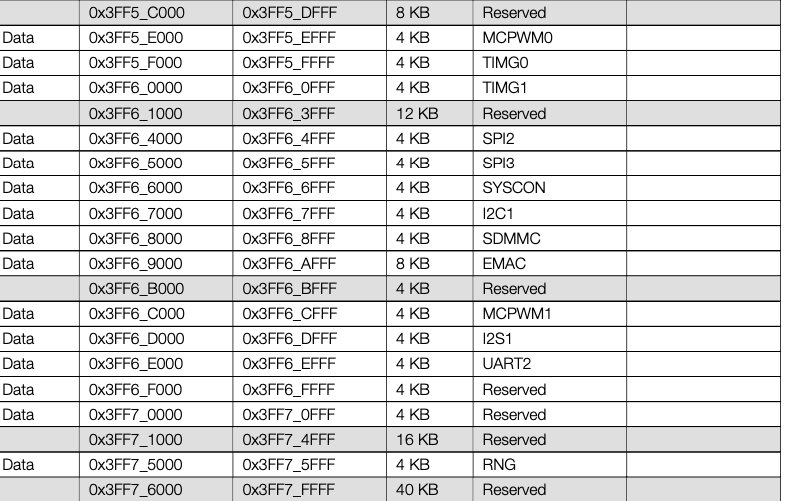 0x3FF5_C000 0x3FF5_DFFF 8 KB Reserved
Data 0x3FF5_E000 0x3FF5_EFFF 4 KB MCPWM0
Data 0x3FF5_F000 0x3FF5_FFFF 4 KB TIMG0
Data 0x3FF6_0000 0x3FF6_0FFF 4 KB TIMG1
0x3FF6_1000 0x3FF6_3FFF 12 KB Reserved
Data 0x3FF6_4000 0x3FF6_4FFF 4 KB SPI2
Data 0x3FF6_5000 0x3FF6_5FFF 4 KB SPI3
Data 0x3FF6_6000 0x3FF6_6FFF 4 KB SYSCON
Data 0x3FF6_7000 0x3FF6_7FFF 4 KB I2C1
Data 0x3FF6_8000 0x3FF6_8FFF 4 KB SDMMC
Data 0x3FF6_9000 0x3FF6_AFFF 8 KB EMAC
0x3FF6_B000 0x3FF6_BFFF 4 KB Reserved
Data 0x3FF6_C000 0x3FF6_CFFF 4 KB MCPWM1
Data 0x3FF6_D000 0x3FF6_DFFF 4 KB I2S1
Data 0x3FF6_E000 0x3FF6_EFFF 4 KB UART2
Data 0x3FF6_F000 0x3FF6_FFFF 4 KB Reserved
Data 0x3FF7_0000 0x3FF7_0FFF 4 KB Reserved
0x3FF7_1000 0x3FF7_4FFF 16 KB Reserved
Data 0x3FF7_5000 0x3FF7_5FFF 4 KB RNG
0x3FF7_6000 0x3FF7_FFFF 40 KB Reserved